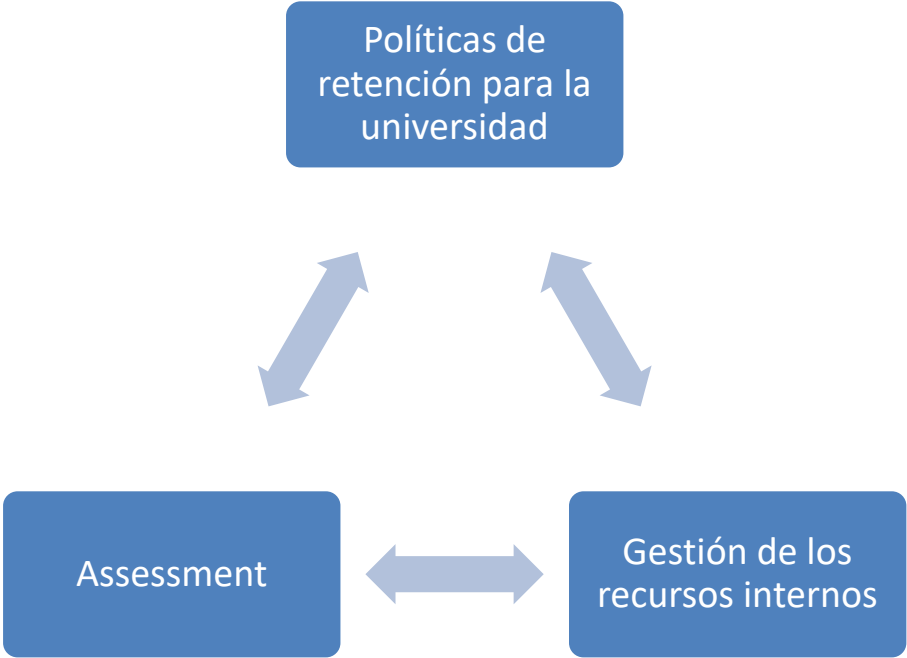 Políticas de
retención para la
universidad
Assessment
Gestión de los
recursos internos